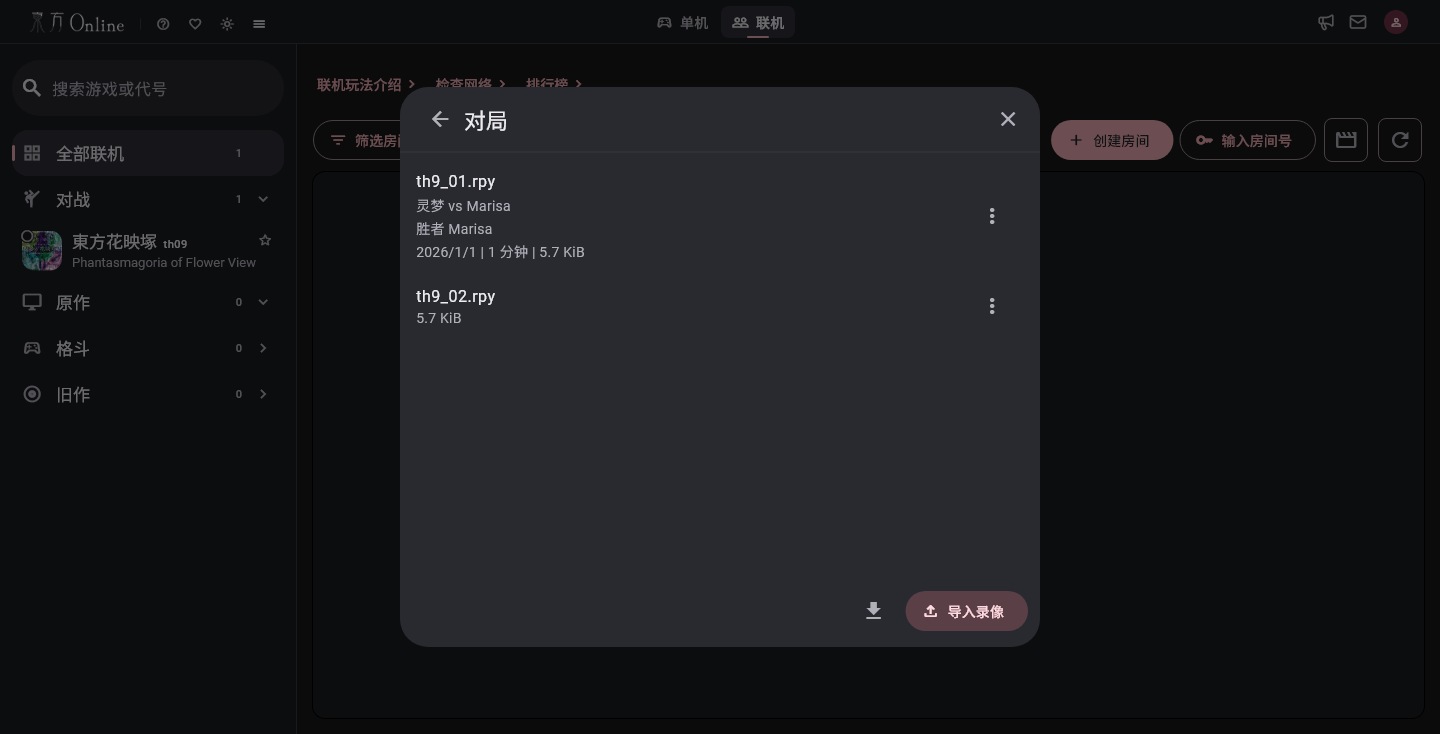 東方Online
单机
联机
搜索游戏或代号
全部联机 1
对战 1
東方花映塚 th09
Phantasmagoria of Flower View
原作 0
格斗 0
旧作 0
联机玩法介绍
检查网络
排行榜
筛选房
创建房间
输入房间号
对局
th9_01.rpy
灵梦 vs Marisa
胜者 Marisa
2026/1/1 | 1 分钟 | 5.7 KiB
th9_02.rpy
5.7 KiB
导入录像